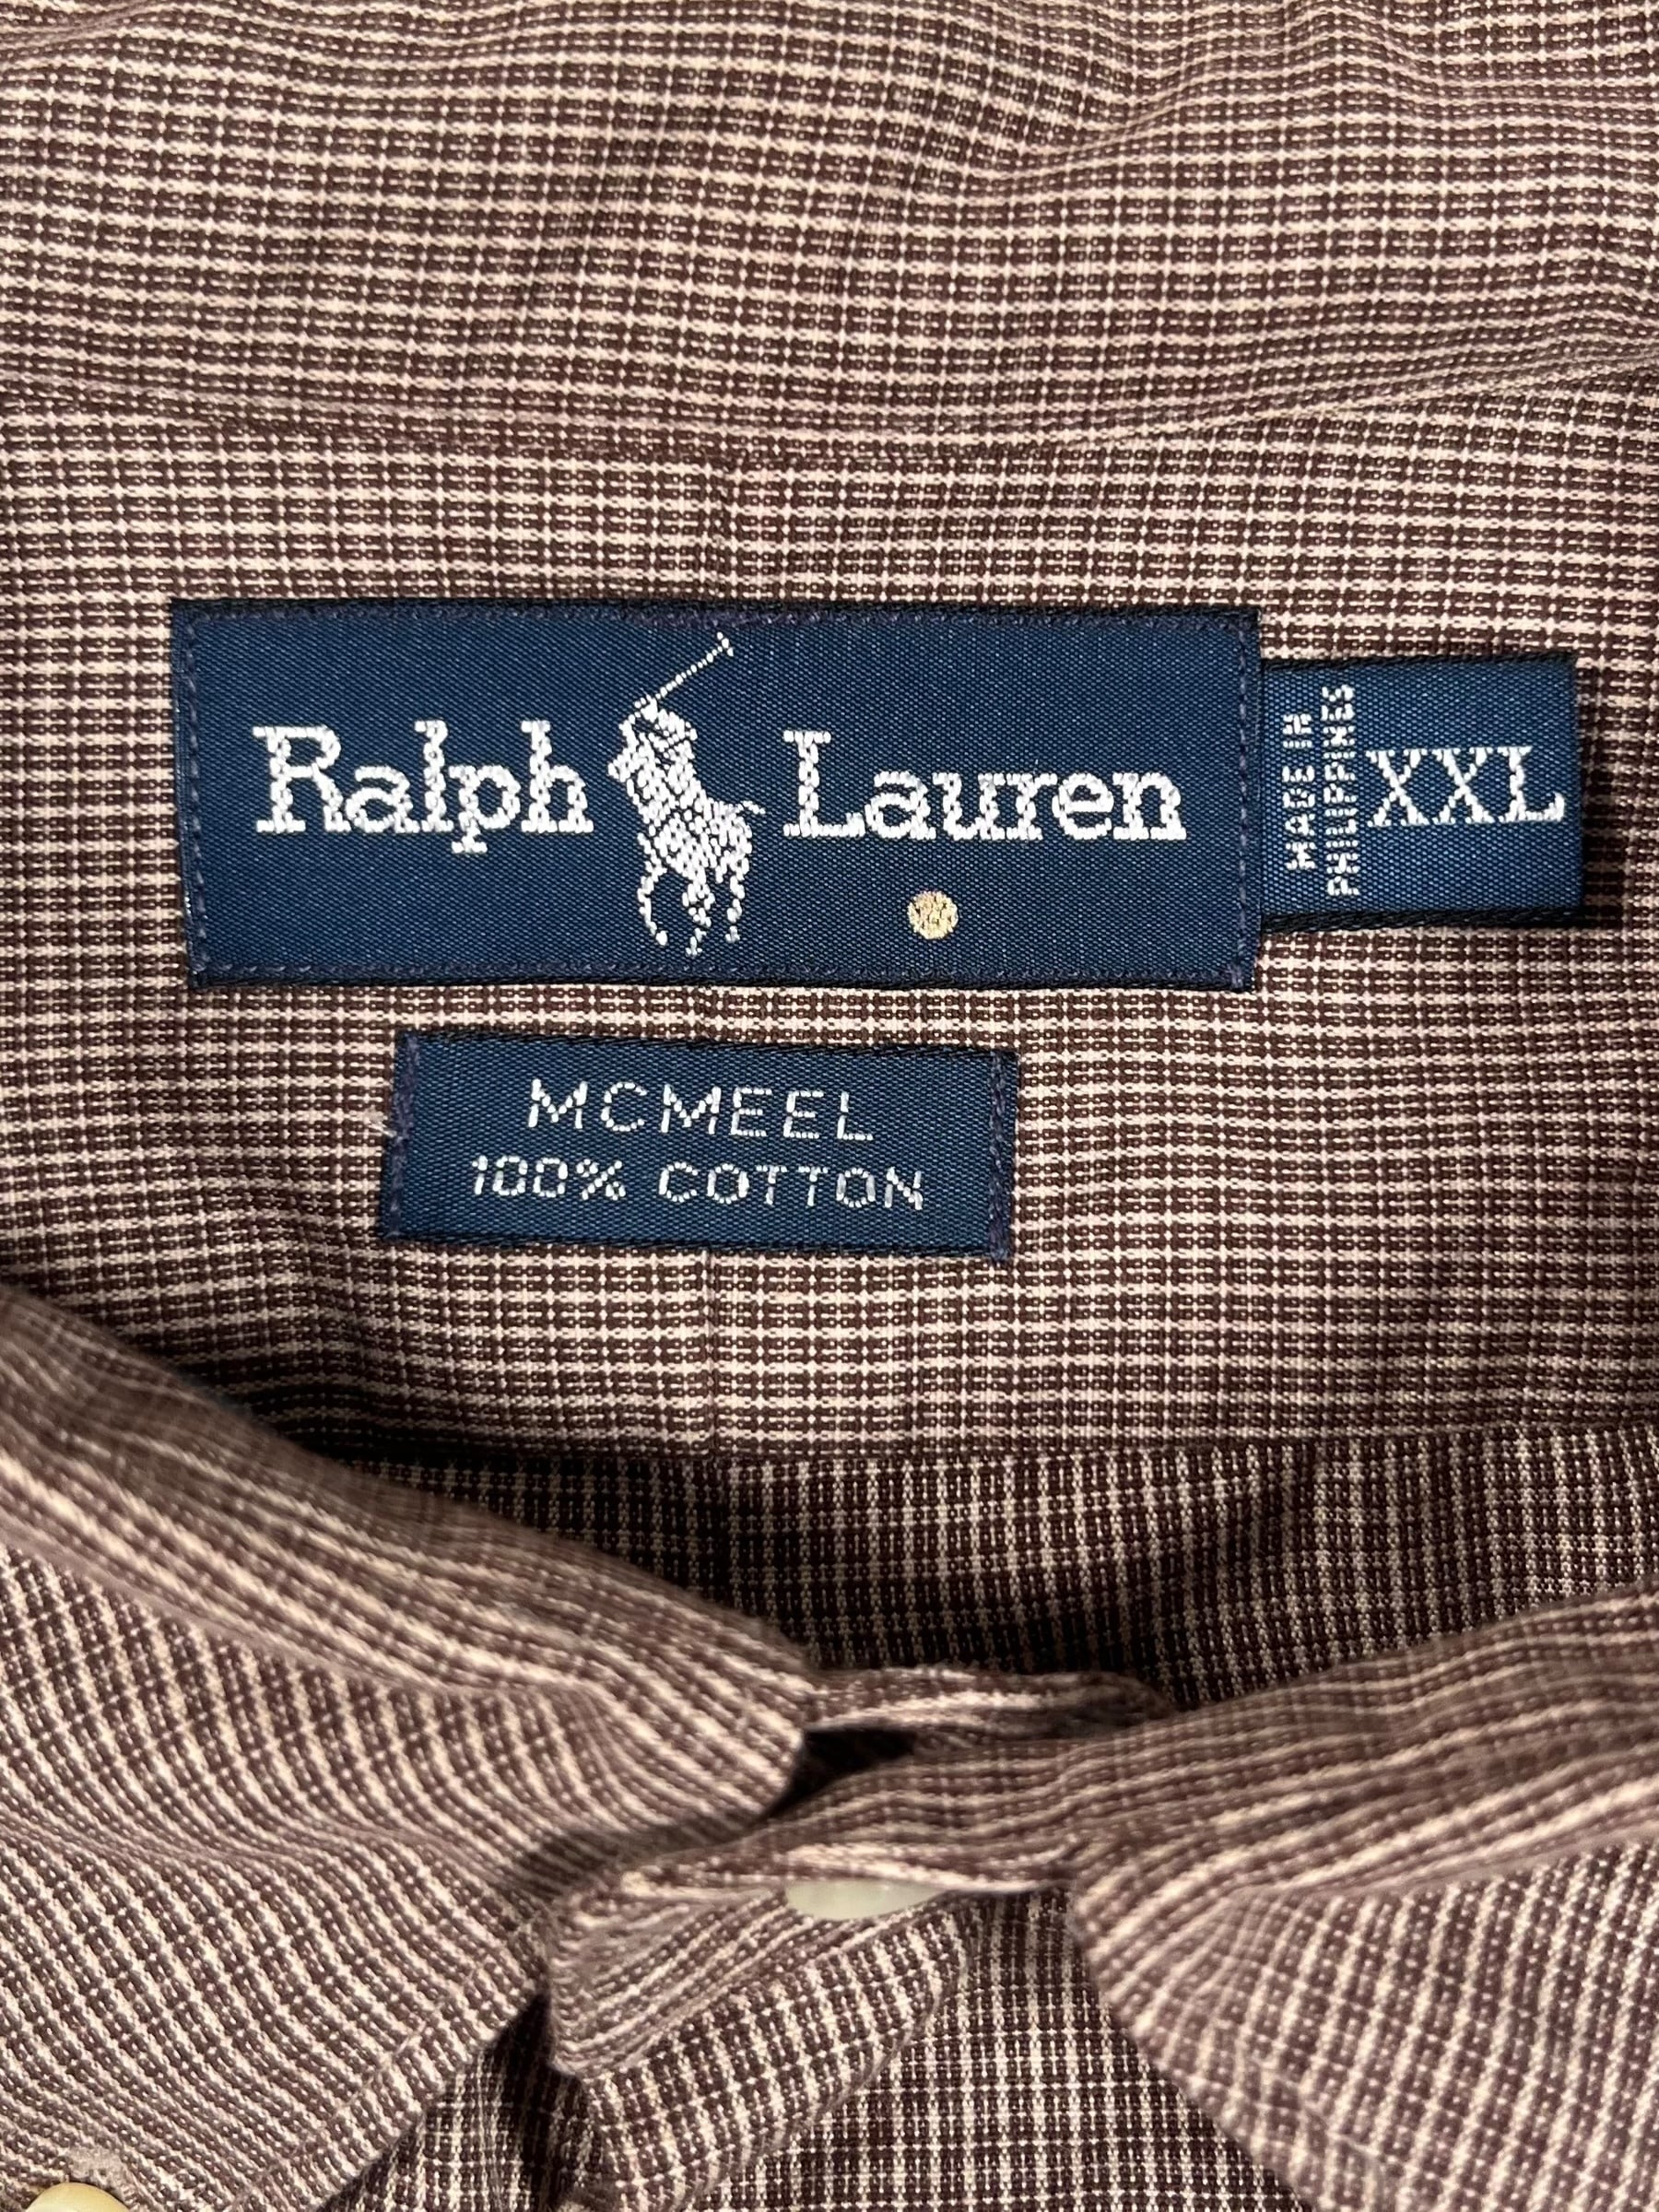 Ralph Lauren
MADE IN
PHILIPPINES
XXL
MCMEEL
100% COTTON